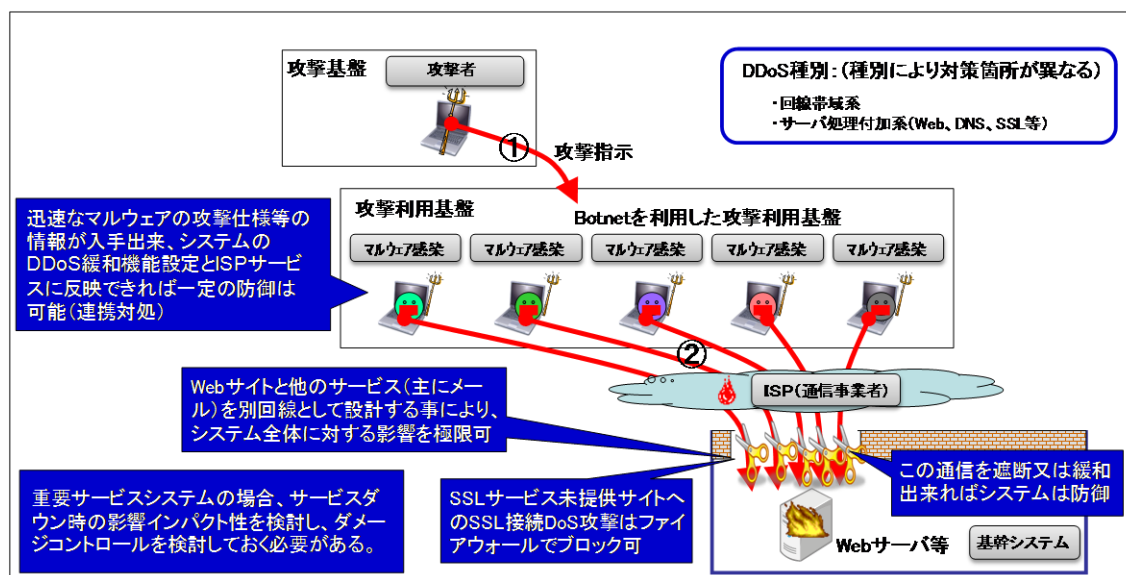 攻撃基盤
攻撃者
DDoS種別:(種別により対策箇所が異なる)
・回線帯域系
・サーバ処理付加系(Web、DNS、SSL等)
①
攻撃指示
攻撃利用基盤
Botnetを利用した攻撃利用基盤
マルウェア感染
マルウェア感染
マルウェア感染
マルウェア感染
マルウェア感染
迅速なマルウェアの攻撃仕様等の
情報が入手出来、システムの
DDoS緩和機能設定とISPサービ
スに反映できれば一定の防御は
可能(連携対処)
②
ISP(通信事業者)
Webサイトと他のサービス(主にメー
ル)を別回線として設計する事により、
システム全体に対する影響を極限可
この通信を遮断又は緩和
出来ればシステムは防御
重要サービスシステムの場合、サービスダ
ウン時の影響インパクト性を検討し、ダメ
ージコントロールを検討しておく必要がある。
SSLサービス未提供サイトへ
のSSL接続DoS攻撃はファイ
アウォールでブロック可
Webサーバ等
基幹システム